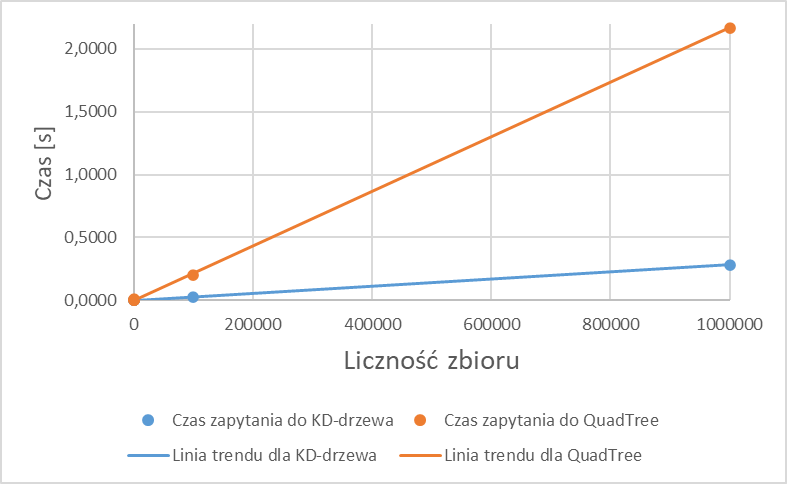 2,0000
1,5000
1,0000
0,5000
0,0000
Czas [s]
0 200000 400000 600000 800000 1000000
Liczność zbioru
Czas zapytania do KD-drzewa Czas zapytania do QuadTree
Linia trendu dla KD-drzewa Linia trendu dla QuadTree